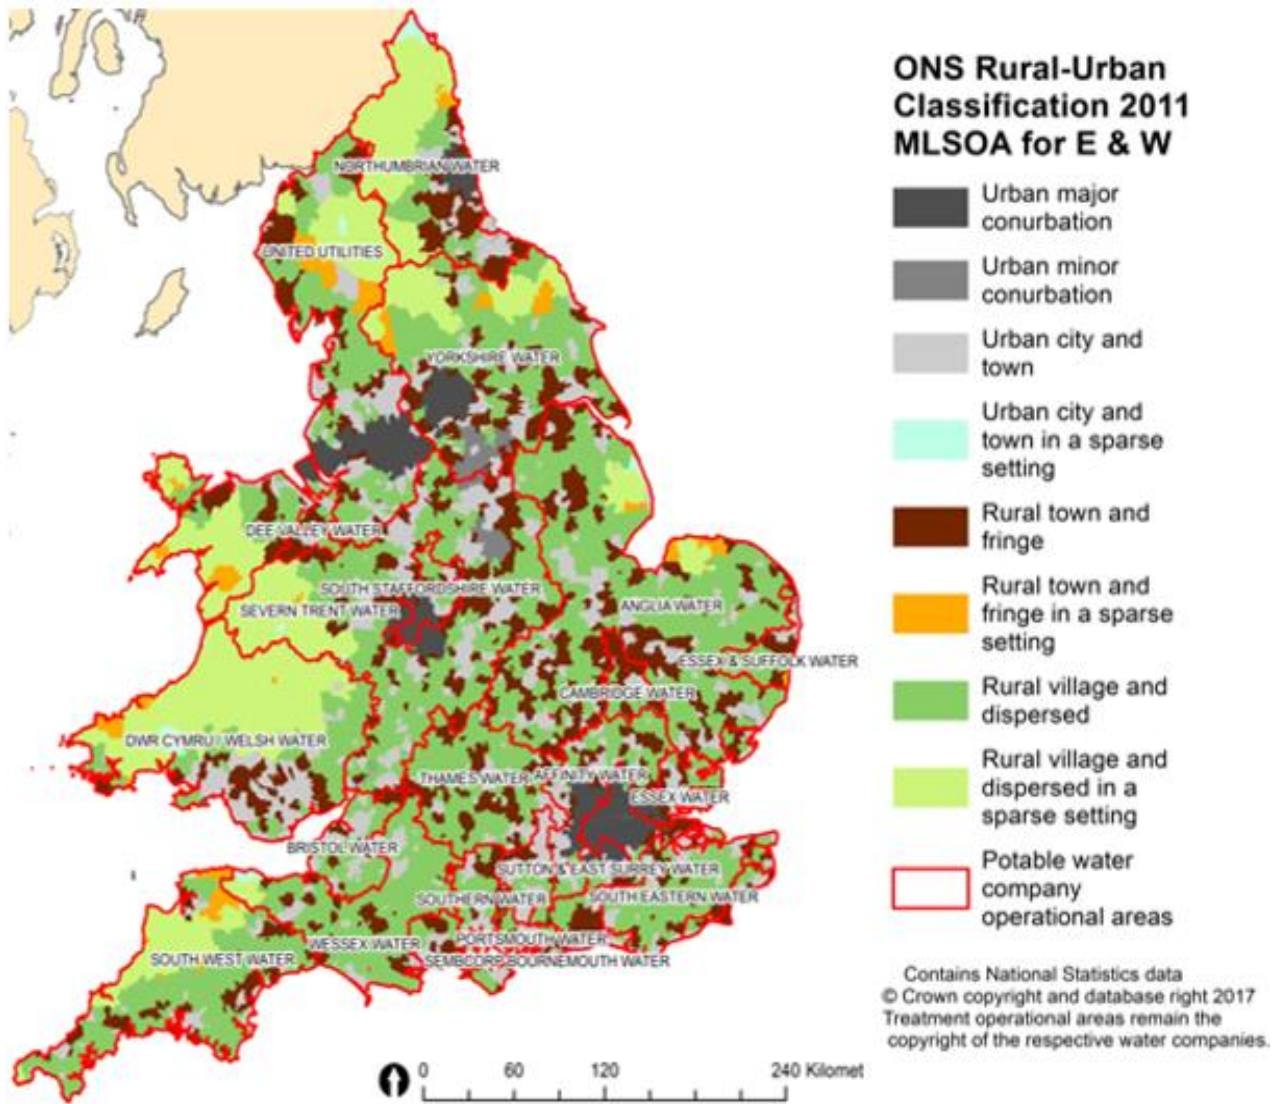 ONS Rural-Urban
Classification 2011
MLSOA for E & W
Urban major
conurbation
Urban minor
conurbation
Urban city and
town
Urban city and
town in a sparse
setting
Rural town and
fringe
Rural town and
fringe in a sparse
setting
Rural village and
dispersed
Rural village and
dispersed in a
sparse setting
Potable water
company
operational areas
Contains National Statistics data
© Crown copyright and database right 2017
Treatment operational areas remain the
copyright of the respective water companies.
NORTHUMBRIAN WATER
UNITED UTILITIES
YORKSHIRE WATER
DEE VALLEY WATER
SOUTH STAFFORDSHIRE WATER
SEVERN TRENT WATER
ANGLIA WATER
ESSEX & SUFFOLK WATER
CAMBRIDGE WATER
DWR CYMRU / WELSH WATER
THAMES WATER
AFFINITY WATER
ESSEX WATER
BRISTOL WATER
SUTTON & EAST SURREY WATER
SOUTHERN WATER
SOUTH EASTERN WATER
PORTSMOUTH WATER
WESSEX WATER
SOUTH WEST WATER
SEMBCORP BOURNEMOUTH WATER
0 60 120 240 Kilomet